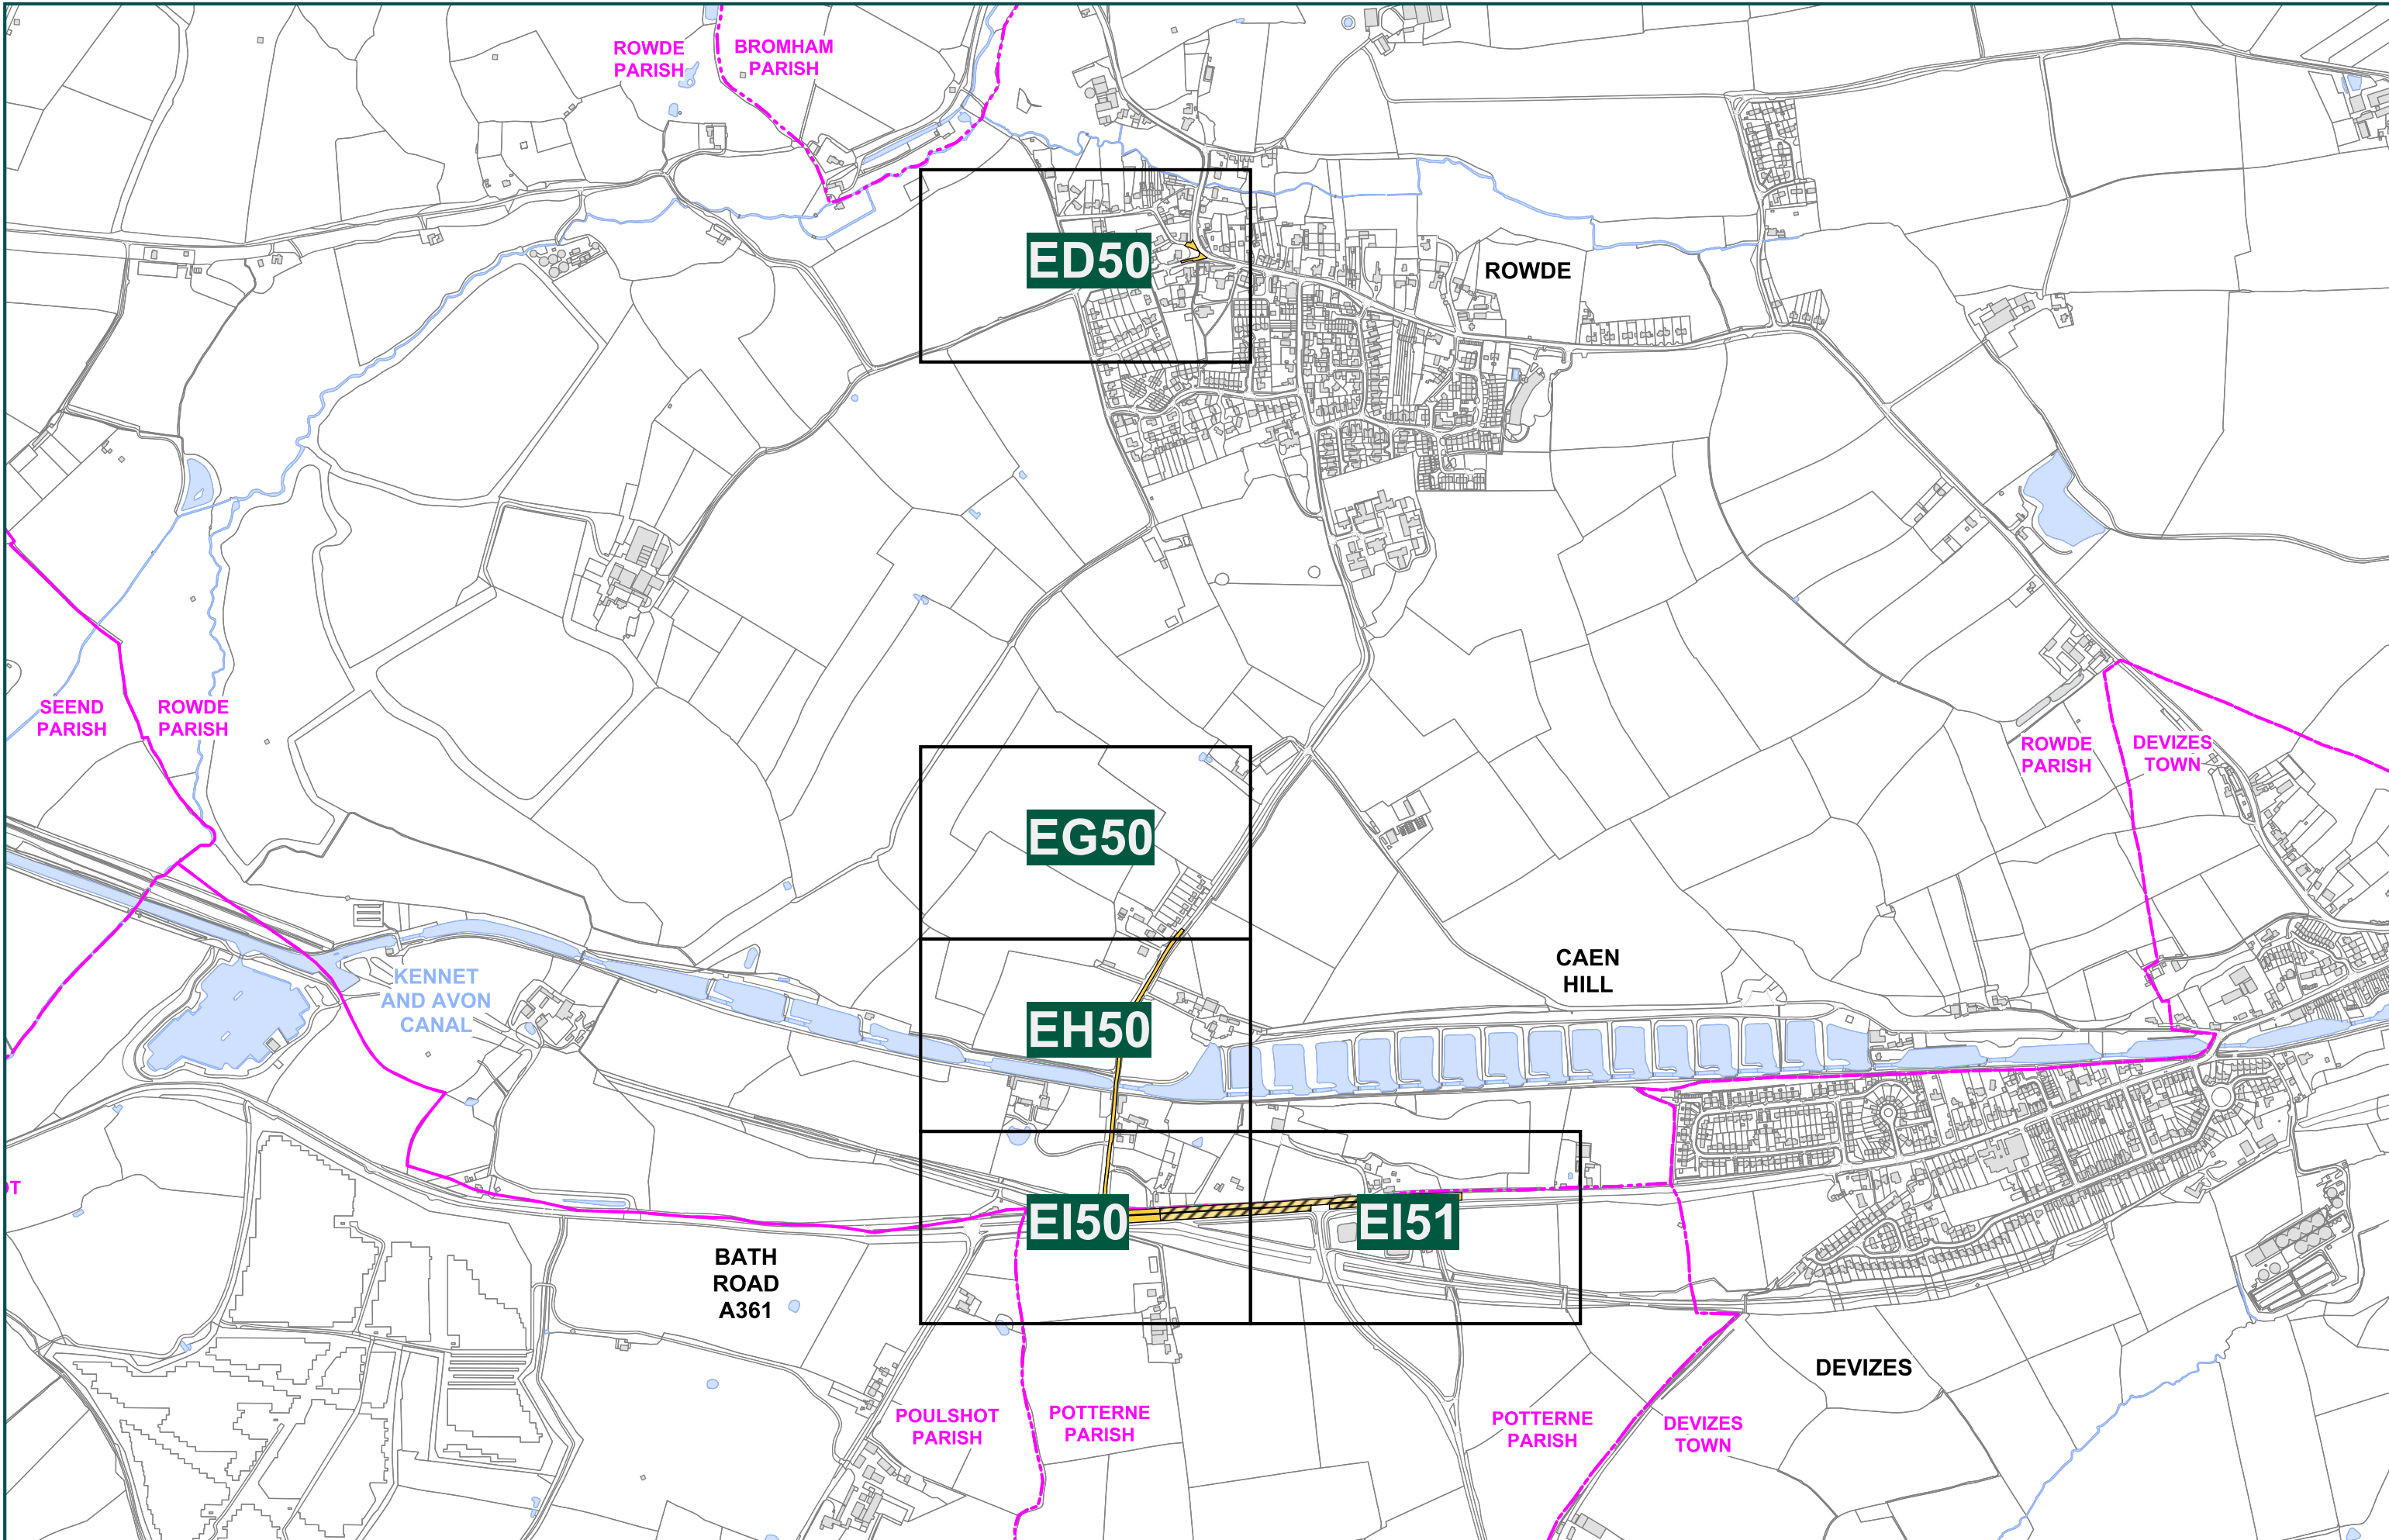 ROWDE
PARISH
BROMHAM
PARISH
ED50
ROWDE
SEEND
PARISH
ROWDE
PARISH
ROWDE
PARISH
DEVIZES
TOWN
EG50
KENNET
AND AVON
CANAL
CAEN
HILL
EH50
EI50
EI51
BATH
ROAD
A361
DEVIZES
POULSHOT
PARISH
POTTERNE
PARISH
POTTERNE
PARISH
DEVIZES
TOWN